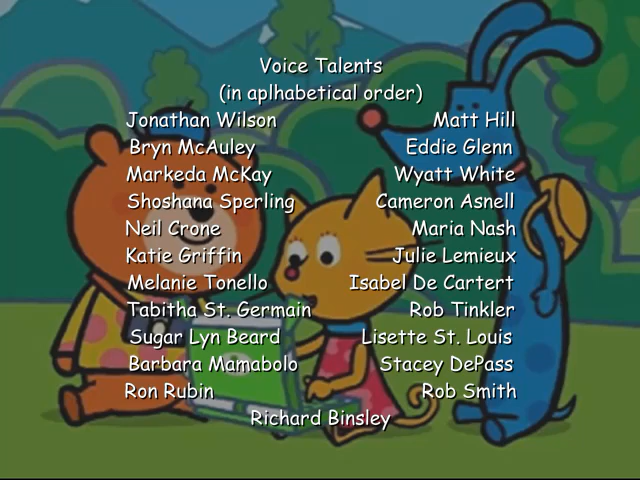 Voice Talents
(in aplhabetical order)
Jonathan Wilson Matt Hill
Bryn McAuley Eddie Glenn
Markeda McKay Wyatt White
Shoshana Sperling Cameron Asnell
Neil Crone Maria Nash
Katie Griffin Julie Lemieux
Melanie Tonello Isabel De Cartert
Tabitha St. Germain Rob Tinkler
Sugar Lyn Beard Lisette St. Louis
Barbara Mamabolo Stacey DePass
Ron Rubin Rob Smith
Richard Binsley